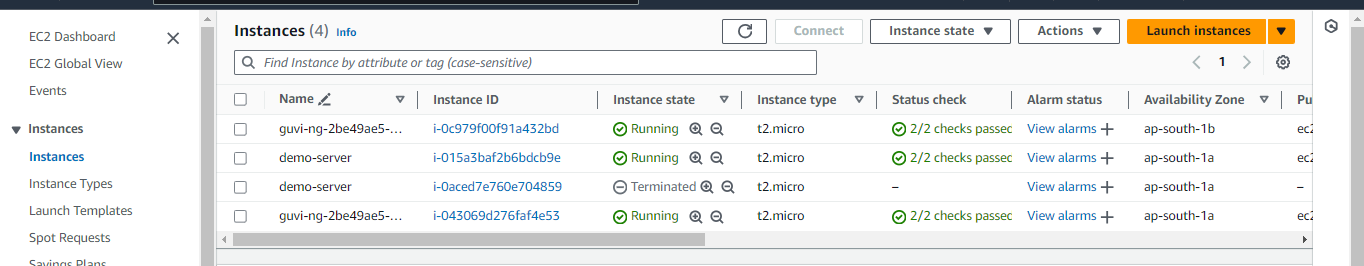 EC2 Dashboard
EC2 Global View
Events
Instances
Instances
Instance Types
Launch Templates
Spot Requests
Savings Plans
Instances (4) Info
Connect
Instance state
Actions
Launch instances
Find Instance by attribute or tag (case-sensitive)
1
Name Instance ID Instance state Instance type Status check Alarm status Availability Zone Pu
guvi-ng-2be49ae5-... i-0c979f00f91a432bd Running t2.micro 2/2 checks passed View alarms + ap-south-1b ec2
demo-server i-015a3baf2b6bdcb9e Running t2.micro 2/2 checks passed View alarms + ap-south-1a ec2
demo-server i-0aced7e760e704859 Terminated t2.micro – View alarms + ap-south-1a –
guvi-ng-2be49ae5-... i-043069d276faf4e53 Running t2.micro 2/2 checks passed View alarms + ap-south-1a ec2